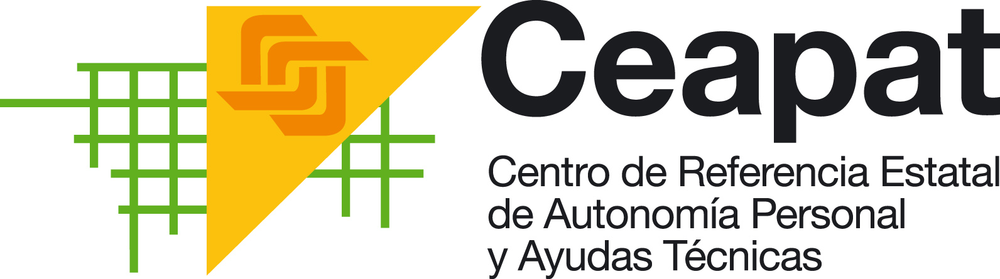 Ceapat
Centro de Referencia Estatal
de Autonomía Personal
y Ayudas Técnicas